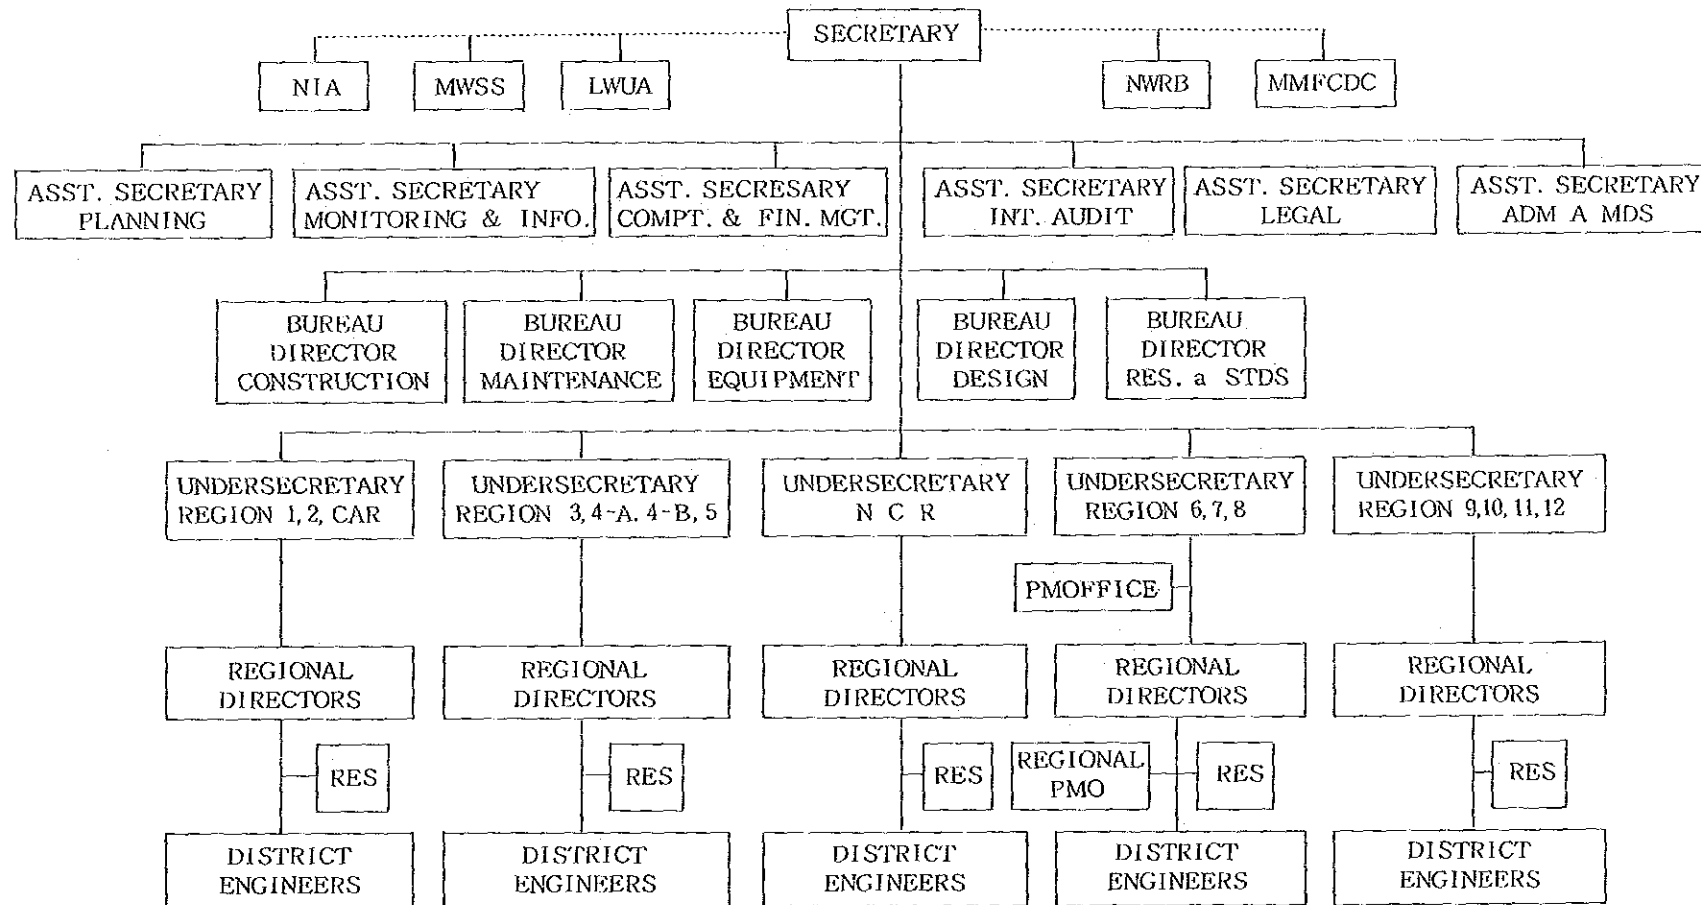 SECRETARY
NIA
MWSS
LWUA
NWRB
MMFCDC
ASST. SECRETARY
PLANNING
ASST. SECRETARY
MONITORING & INFO.
ASST. SECRESARY
COMPT. & FIN. MGT.
ASST. SECRETARY
INT. AUDIT
ASST. SECRETARY
LEGAL
ASST. SECRETARY
ADM A MDS
BUREAU
DIRECTOR
CONSTRUCTION
BUREAU
DIRECTOR
MAINTENANCE
BUREAU
DIRECTOR
EQUIPMENT
BUREAU
DIRECTOR
DESIGN
BUREAU
DIRECTOR
RES. a STDS
UNDERSECRETARY
REGION 1, 2, CAR
UNDERSECRETARY
REGION 3, 4-A. 4-B, 5
UNDERSECRETARY
N C R
UNDERSECRETARY
REGION 6, 7, 8
UNDERSECRETARY
REGION 9, 10, 11, 12
PMOFFICE
REGIONAL
DIRECTORS
REGIONAL
DIRECTORS
REGIONAL
DIRECTORS
REGIONAL
DIRECTORS
REGIONAL
DIRECTORS
RES
RES
RES
REGIONAL
PMO
RES
RES
DISTRICT
ENGINEERS
DISTRICT
ENGINEERS
DISTRICT
ENGINEERS
DISTRICT
ENGINEERS
DISTRICT
ENGINEERS